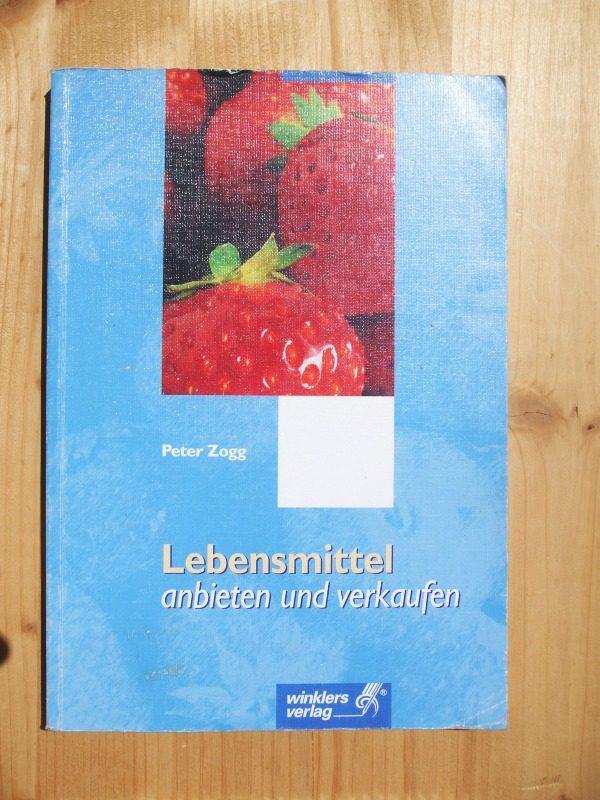 Peter Zogg
Lebensmittel
anbieten und verkaufen
winklers
verlag ®